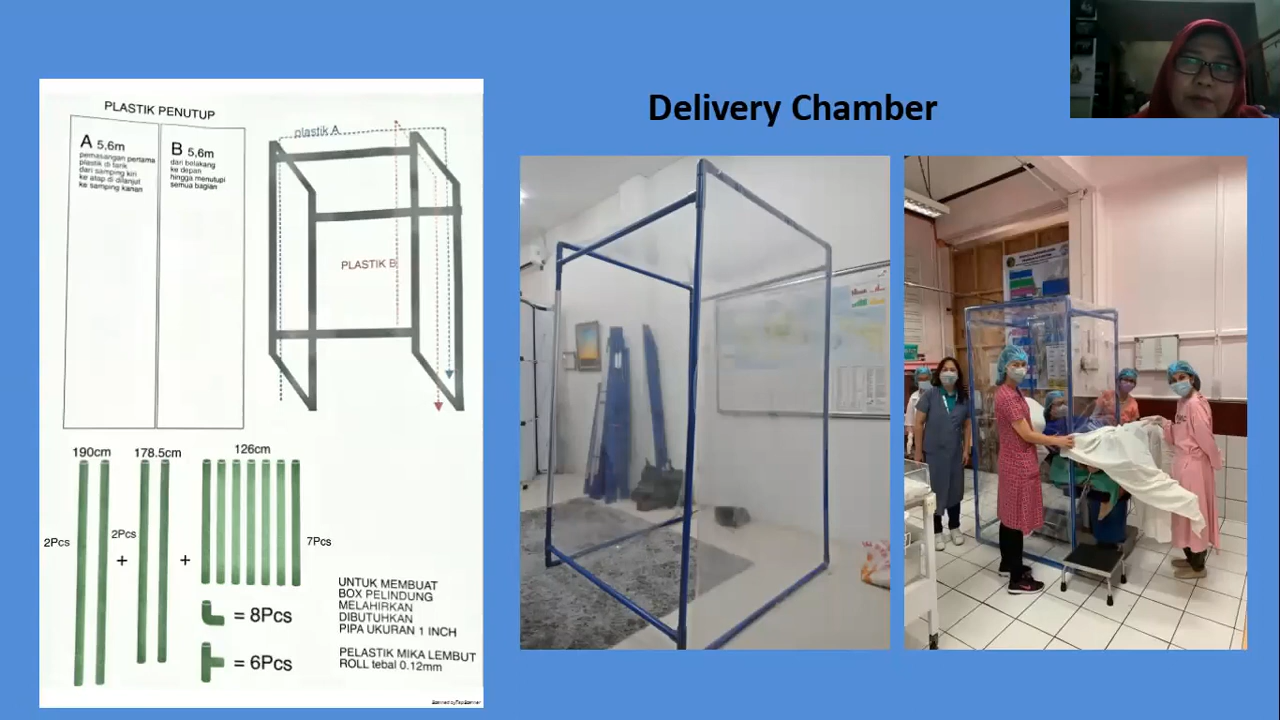 Delivery Chamber
PLASTIK PENUTUP
A 5,6m
pemasangan pertama
plastik di tarik
dari samping kiri
ke atap di dilanjut
ke samping kanan
B 5,6m
dari belakang
ke depan
hingga menutupi
semua bagian
plastik A
PLASTIK B
190cm
178.5cm
126cm
2Pcs
+
2Pcs
+
7Pcs
= 8Pcs
= 6Pcs
UNTUK MEMBUAT
BOX PELINDUNG
MELAHIRKAN
DIBUTUHKAN
PIPA UKURAN 1 INCH
PELASTIK MIKA LEMBUT
ROLL tebal 0.12mm